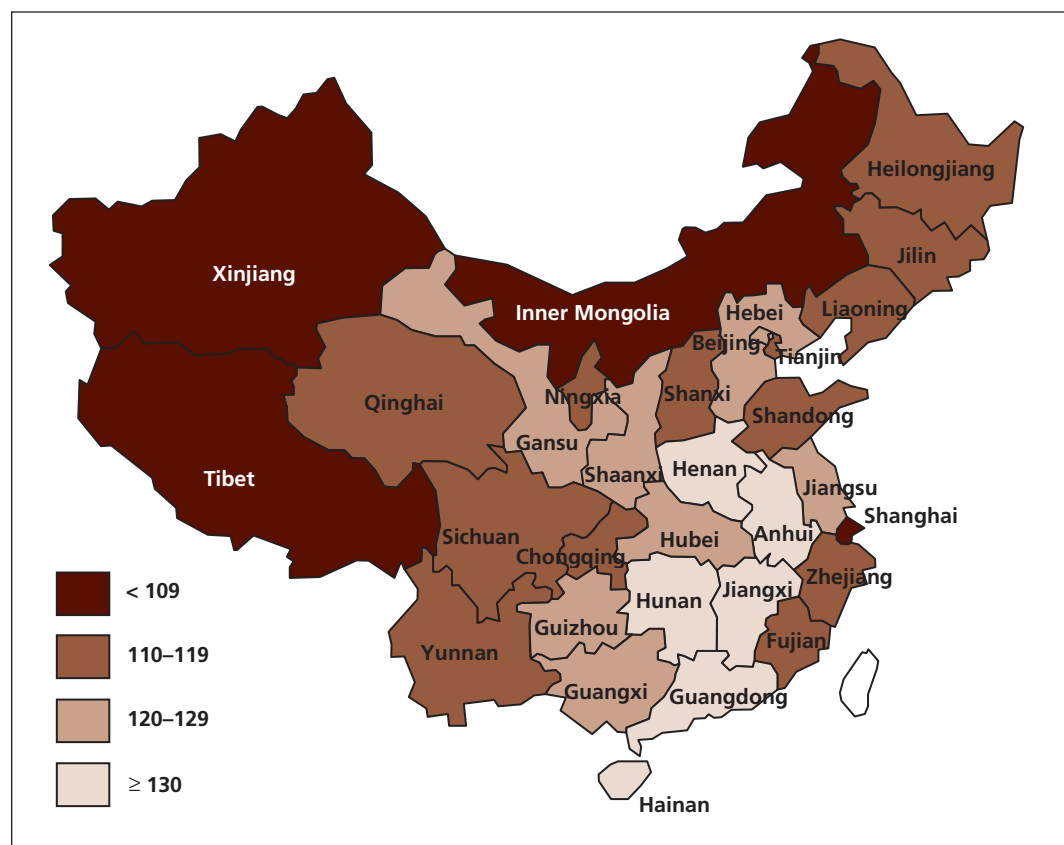 Heilongjiang
Jilin
Xinjiang
Inner Mongolia
Hebei
Liaoning
Beijing
Tianjin
Qinghai
Ningxia
Shanxi
Shandong
Gansu
Shaanxi
Henan
Tibet
Jiangsu
Shanghai
Sichuan
Hubei
Anhui
Chongqing
Zhejiang
Jiangxi
Hunan
Guizhou
Fujian
Yunnan
Guangxi
Guangdong
Hainan
< 109
110–119
120–129
≥ 130